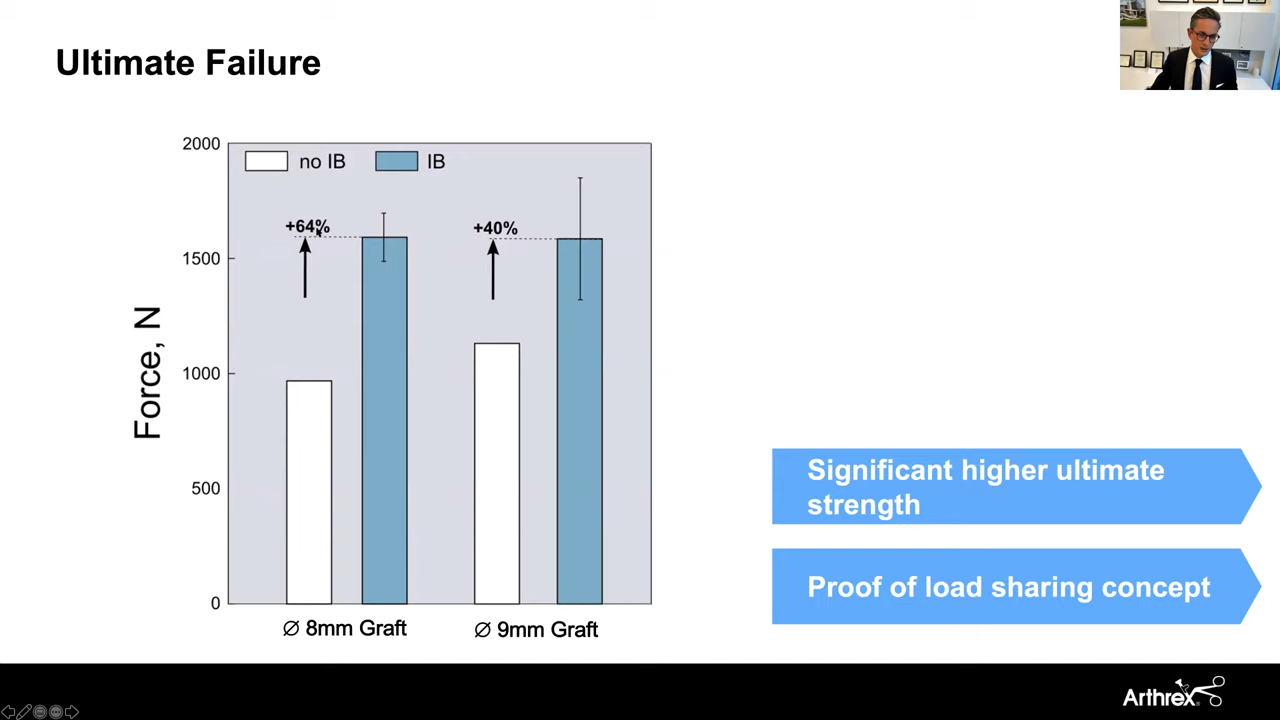 Ultimate Failure
2000
no IB
IB
+64%
+40%
1500
Force, N
1000
500
0
∅ 8mm Graft
∅ 9mm Graft
Significant higher ultimate
strength
Proof of load sharing concept
Arthrex